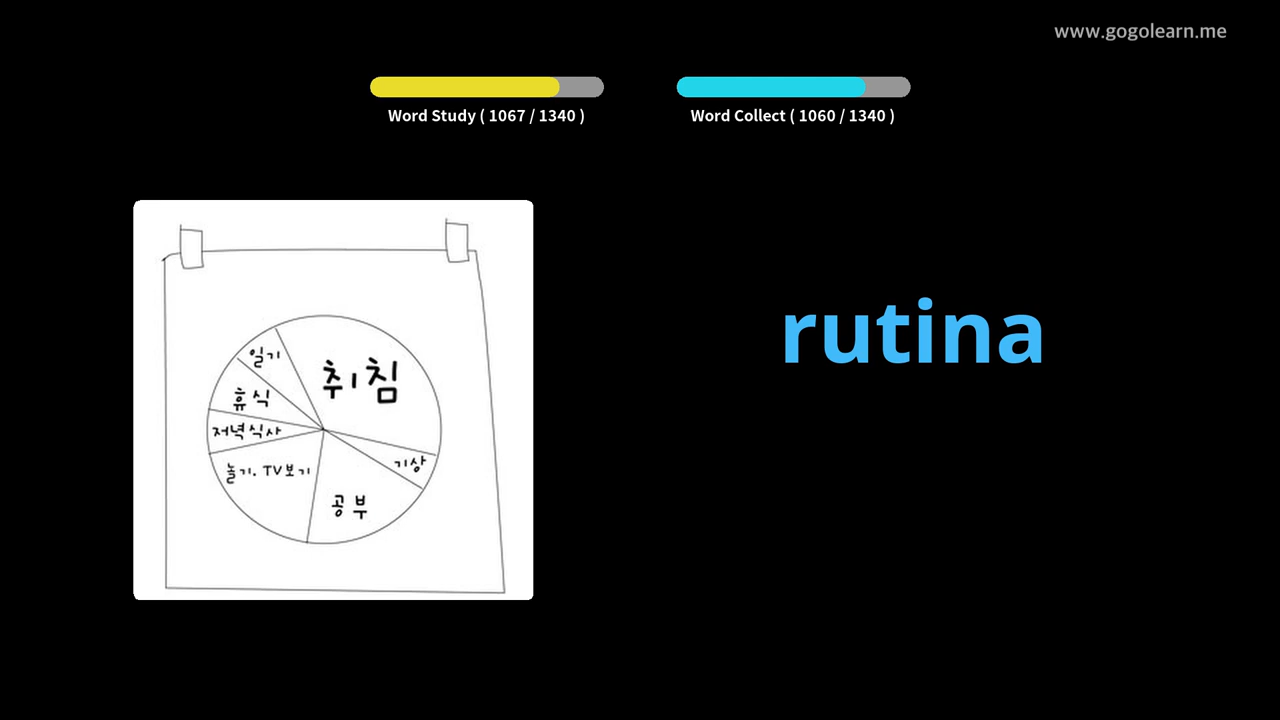 www.gogolearn.me
Word Study ( 1067 / 1340 )
Word Collect ( 1060 / 1340 )
일기
취침
휴식
저녁식사
기상
놀기. TV보기
공부
rutina